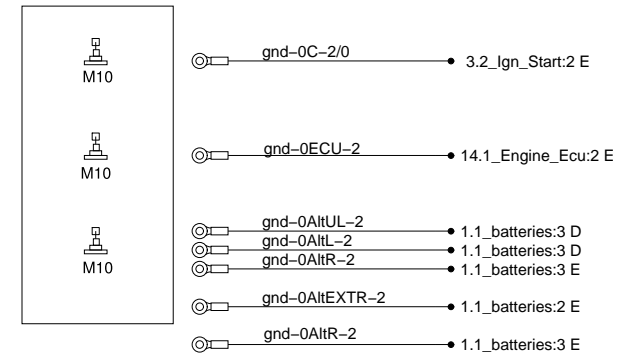 gnd−0C−2/0
3.2_Ign_Start:2 E
M10
gnd−0ECU−2
14.1_Engine_Ecu:2 E
M10
gnd−0AltUL−2
1.1_batteries:3 D
gnd−0AltL−2
1.1_batteries:3 D
gnd−0AltR−2
1.1_batteries:3 E
M10
gnd−0AltEXTR−2
1.1_batteries:2 E
gnd−0AltR−2
1.1_batteries:3 E